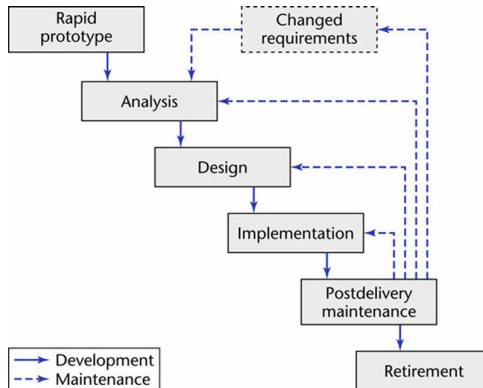 Rapid
prototype
Changed
requirements
Analysis
Design
Implementation
Postdelivery
maintenance
Retirement
Development
Maintenance